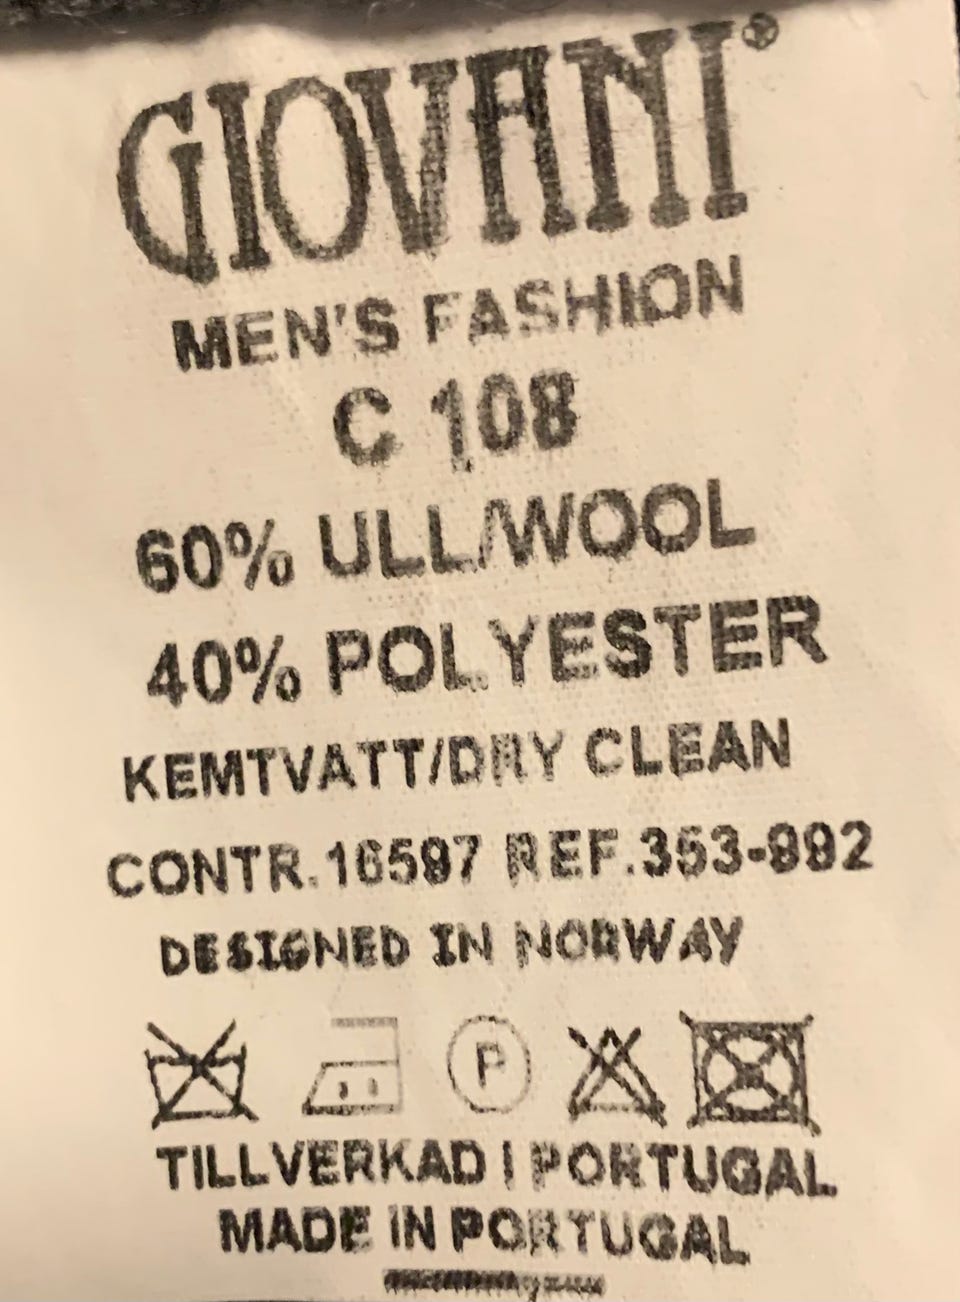 GIOVANI®
MEN'S FASHION
C 108
60% ULL/WOOL
40% POLYESTER
KEMTVATT/DRY CLEAN
CONTR.16597 REF.353-992
DESIGNED IN NORWAY
P
TILLVERKAD I PORTUGAL
MADE IN PORTUGAL